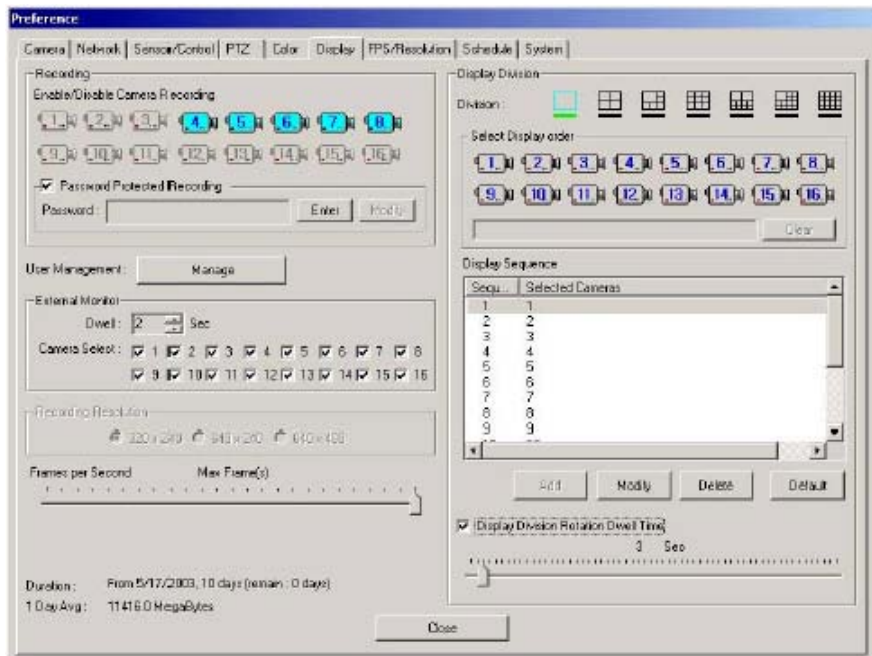 Preference
Camera Network Sensor/Control PTZ Color Display FPS/Resolution Schedule System
Recording
Enable/Disable Camera Recording
1 2 3 4 5 6 7 8
9 10 11 12 13 14 15 16
Password Protected Recording
Password : Enter Modify
User Management : Manage
External Monitor
Dwell : 2 Sec
Camera Select : 1 2 3 4 5 6 7 8
9 10 11 12 13 14 15 16
Recording Resolution
320 x 240 640 x 240 640 x 480
Frames per Second Max Frame(s)
Duration : From 5/17/2003, 10 days (remain : 0 days)
1 Day Avg : 11416.0 MegaBytes
Display Division
Division :
Select Display order
1 2 3 4 5 6 7 8
9 10 11 12 13 14 15 16
Clear
Display Sequence
Sequ... Selected Cameras
1 1
2 2
3 3
4 4
5 5
6 6
7 7
8 8
9 9
Add Modify Delete Default
Display Division Rotation Dwell Time
3 Sec
Close